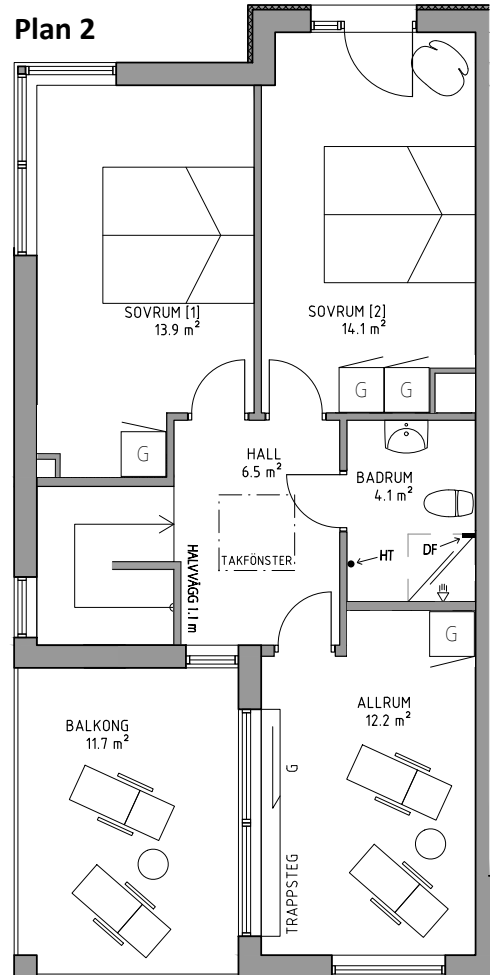 Plan 2
SOVRUM [1]
13.9 m²
SOVRUM [2]
14.1 m²
G
G
G
HALL
6.5 m²
BADRUM
4.1 m²
TAKFÖNSTER
HALVVÄGG 1.1 m
HT
DF
G
BALKONG
11.7 m²
ALLRUM
12.2 m²
G
TRAPPSTEG